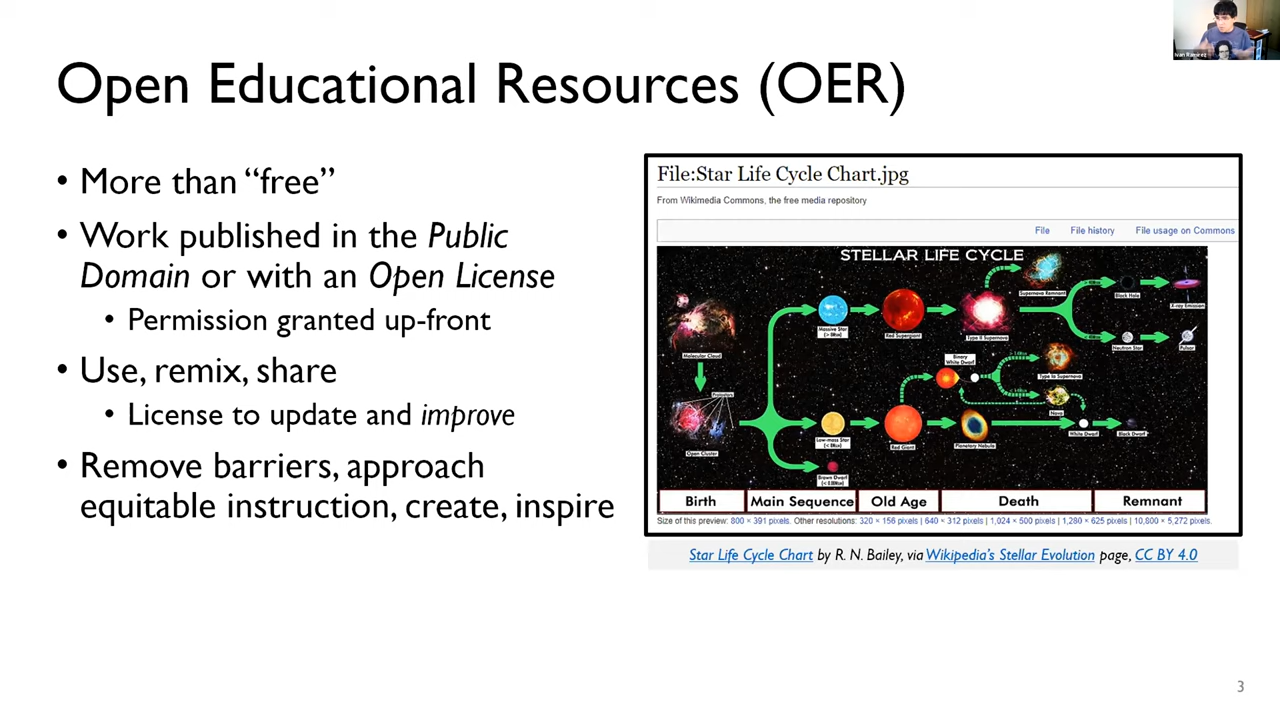 Ivan Ramirez
Open Educational Resources (OER)
• More than “free”
• Work published in the Public
Domain or with an Open License
• Permission granted up-front
• Use, remix, share
• License to update and improve
• Remove barriers, approach
equitable instruction, create, inspire
File:Star Life Cycle Chart.jpg
From Wikimedia Commons, the free media repository
File File history File usage on Commons
STELLAR LIFE CYCLE
Supernova Remnant
Massive Star
Red Supergiant
Type II Supernova
Black Hole
X-ray Emission
Neutron Star
Pulsar
Molecular Cloud
Binary
White Dwarf
Type Ia Supernova
Protostars
Nova
Open Cluster
Low-mass Star
Red Giant
Planetary Nebula
White Dwarf
Black Dwarf
Brown Dwarf
Birth Main Sequence Old Age Death Remnant
Size of this preview: 800 × 391 pixels. Other resolutions: 320 × 156 pixels | 640 × 312 pixels | 1,024 × 500 pixels | 1,280 × 625 pixels | 10,800 × 5,272 pixels.
Star Life Cycle Chart by R. N. Bailey, via Wikipedia’s Stellar Evolution page, CC BY 4.0
3